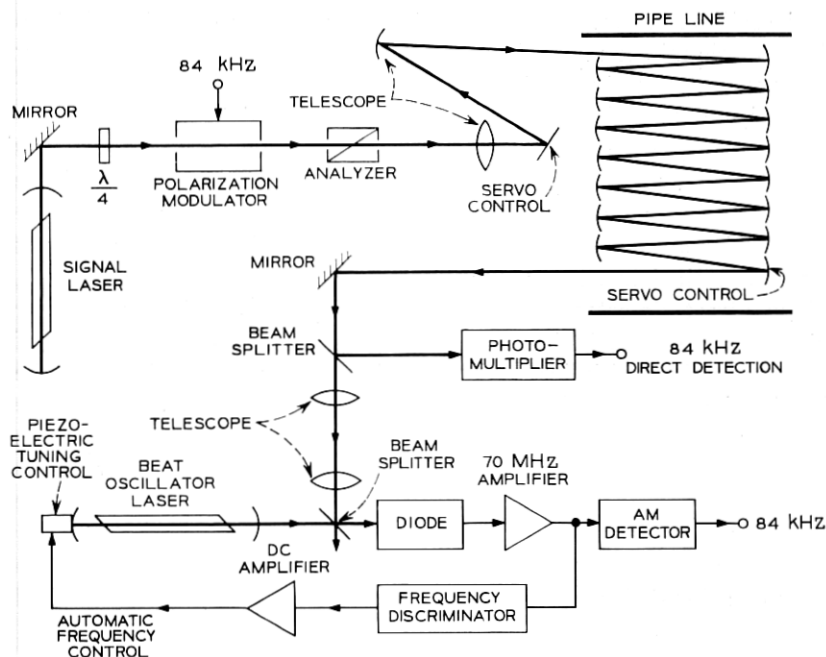 PIPE LINE
84 kHz
TELESCOPE
MIRROR
λ
4
POLARIZATION
MODULATOR
ANALYZER
SERVO
CONTROL
SIGNAL
LASER
MIRROR
SERVO CONTROL
BEAM
SPLITTER
PHOTO-
MULTIPLIER
84 kHz
DIRECT DETECTION
TELESCOPE
PIEZO-
ELECTRIC
TUNING
CONTROL
BEAT
OSCILLATOR
LASER
BEAM
SPLITTER
70 MHz
AMPLIFIER
DIODE
AM
DETECTOR
84 kHz
DC
AMPLIFIER
FREQUENCY
DISCRIMINATOR
AUTOMATIC
FREQUENCY
CONTROL